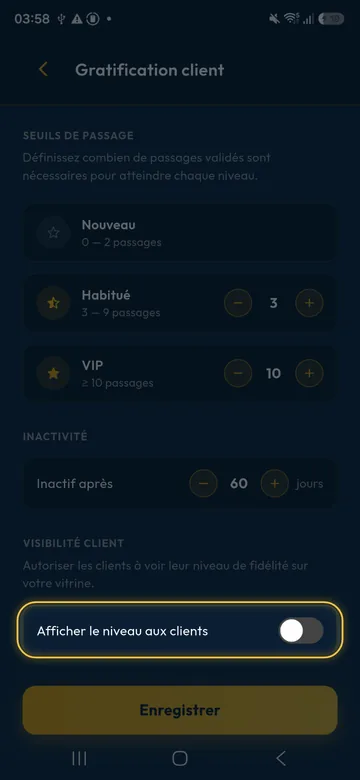 03:58
Gratification client
SEUILS DE PASSAGE
Définissez combien de passages validés sont
nécessaires pour atteindre chaque niveau.
Nouveau
0 — 2 passages
Habitué
3 — 9 passages
− 3 +
VIP
≥ 10 passages
− 10 +
INACTIVITÉ
Inactif après − 60 + jours
VISIBILITÉ CLIENT
Autoriser les clients à voir leur niveau de fidélité sur
votre vitrine.
Afficher le niveau aux clients
Enregistrer